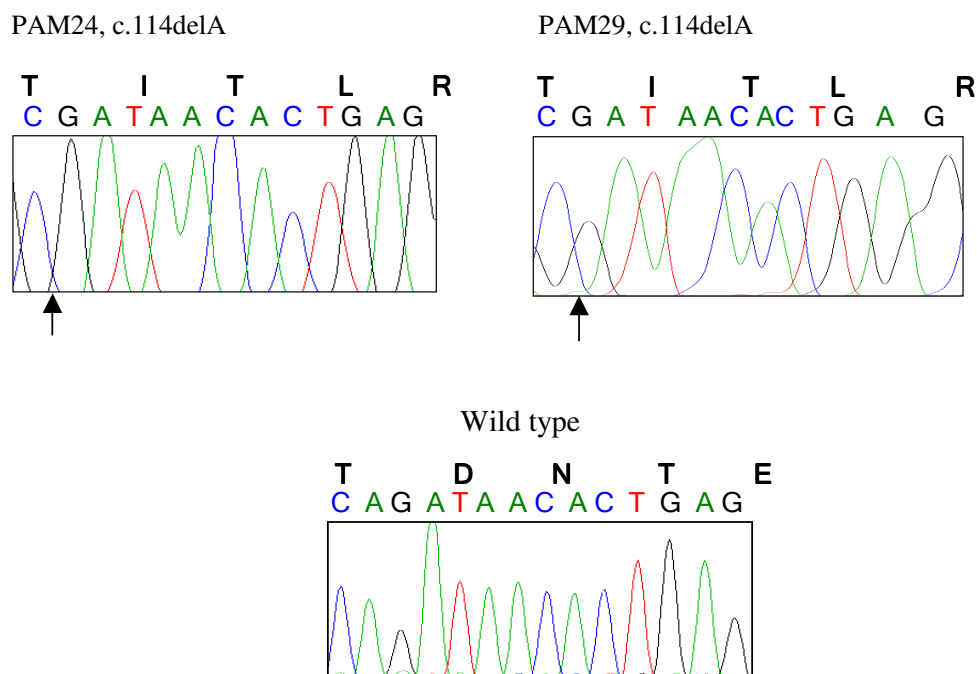 PAM24, c.114delA
PAM29, c.114delA
T I T L R
C G A T A A C A C T G A G
T I T L R
C G A T A A C A C T G A G
Wild type
T D N T E
C A G A T A A C A C T G A G